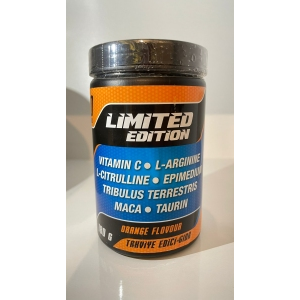 LIMITED
EDITION
VITAMIN C • L-ARGININE
L-CITRULLINE • EPIMEDIUM
TRIBULUS TERRESTRIS
MACA • TAURIN
ORANGE FLAVOUR
TAKVİYE EDİCİ GIDA